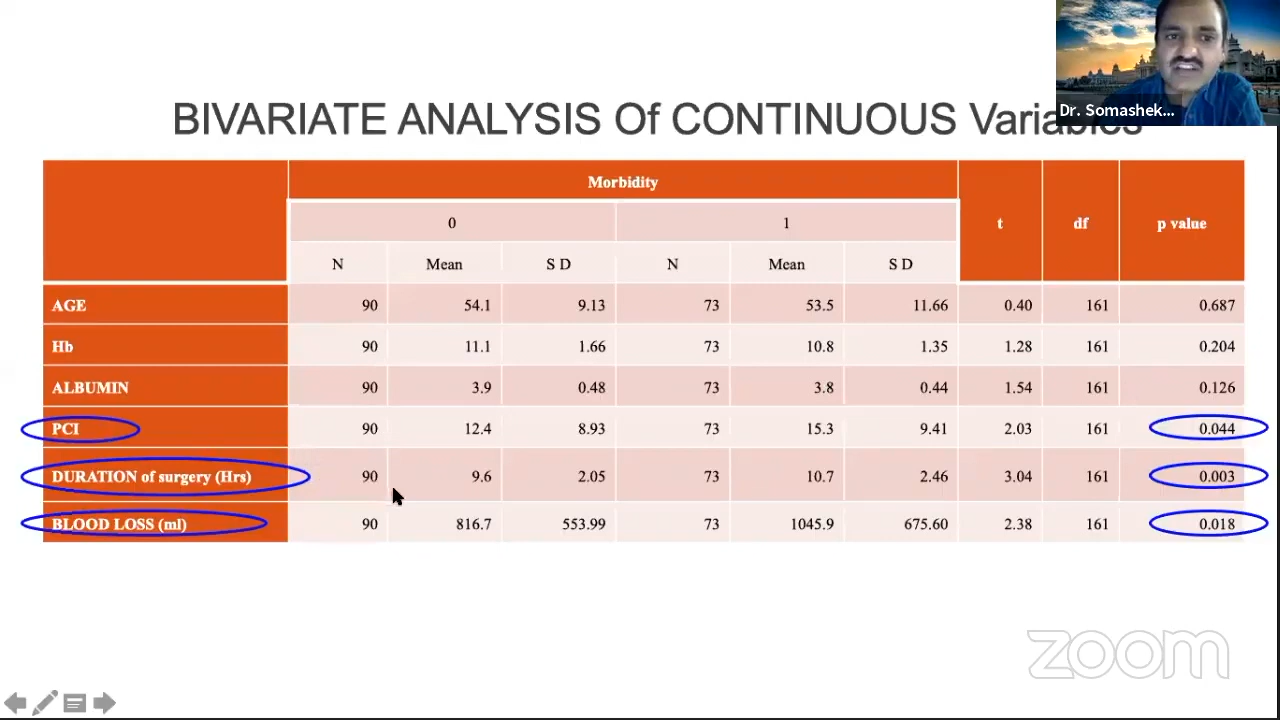 Dr. Somashek...
BIVARIATE ANALYSIS Of CONTINUOUS Variables
Morbidity t df p value
0 1
N Mean S D N Mean S D
AGE 90 54.1 9.13 73 53.5 11.66 0.40 161 0.687
Hb 90 11.1 1.66 73 10.8 1.35 1.28 161 0.204
ALBUMIN 90 3.9 0.48 73 3.8 0.44 1.54 161 0.126
PCI 90 12.4 8.93 73 15.3 9.41 2.03 161 0.044
DURATION of surgery (Hrs) 90 9.6 2.05 73 10.7 2.46 3.04 161 0.003
BLOOD LOSS (ml) 90 816.7 553.99 73 1045.9 675.60 2.38 161 0.018
zoom